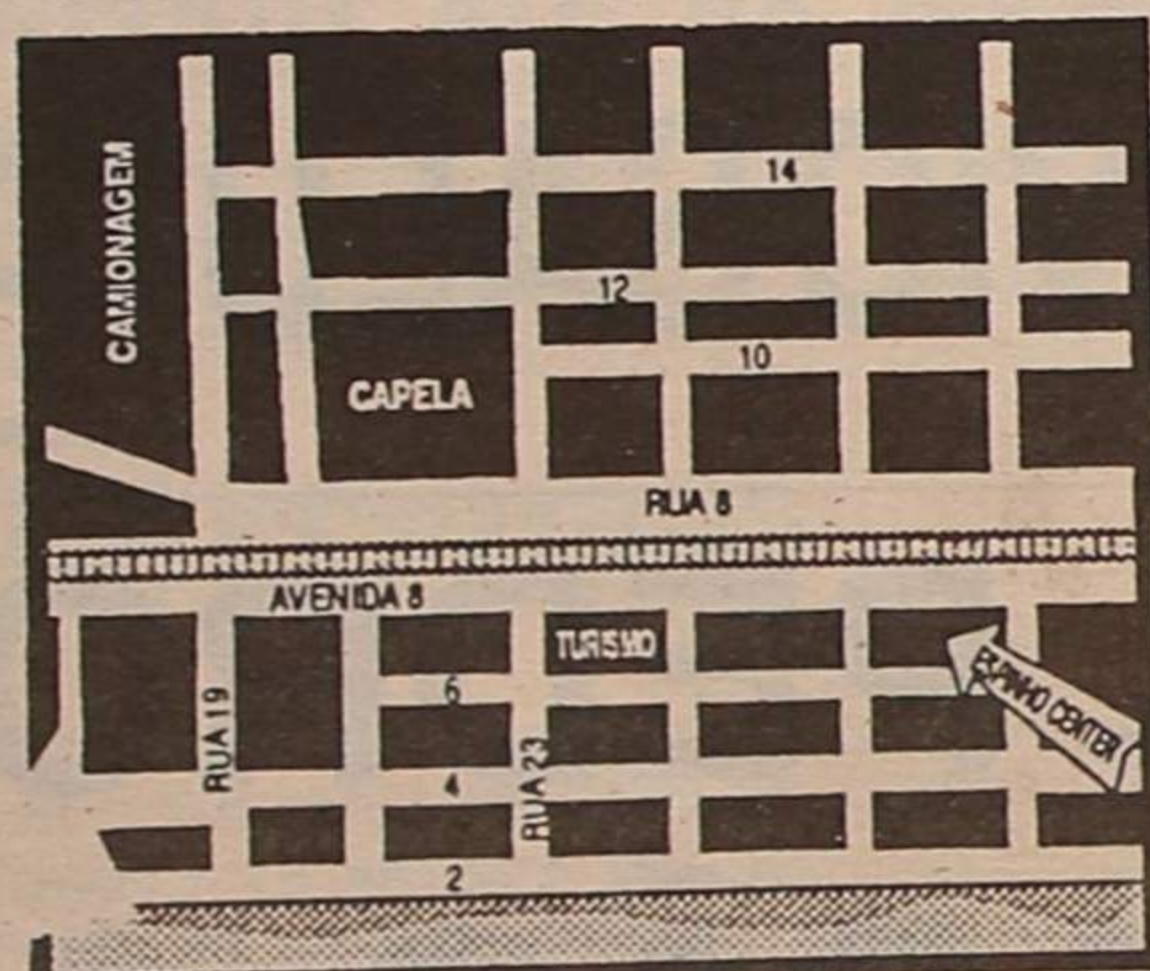 CAMIONAGEM
14
12
10
CAPELA
RUA 8
AVENIDA 8
TURISMO
6
RUA 19
ESPINHO CENTER
RUA 23
4
2